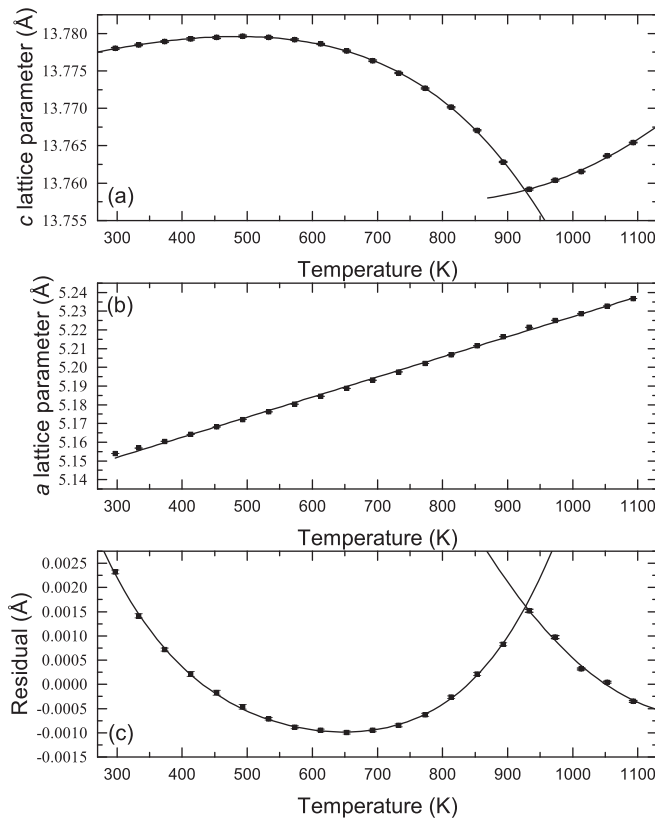 c lattice parameter (Å)
13.780
13.775
13.770
13.765
13.760
13.755
(a)
300 400 500 600 700 800 900 1000 1100
Temperature (K)
a lattice parameter (Å)
(b)
5.24
5.23
5.22
5.21
5.20
5.19
5.18
5.17
5.16
5.15
5.14
300 400 500 600 700 800 900 1000 1100
Temperature (K)
Residual (Å)
0.0025
0.0020
0.0015
0.0010
0.0005
0.0000
-0.0005
-0.0010
-0.0015
(c)
300 400 500 600 700 800 900 1000 1100
Temperature (K)